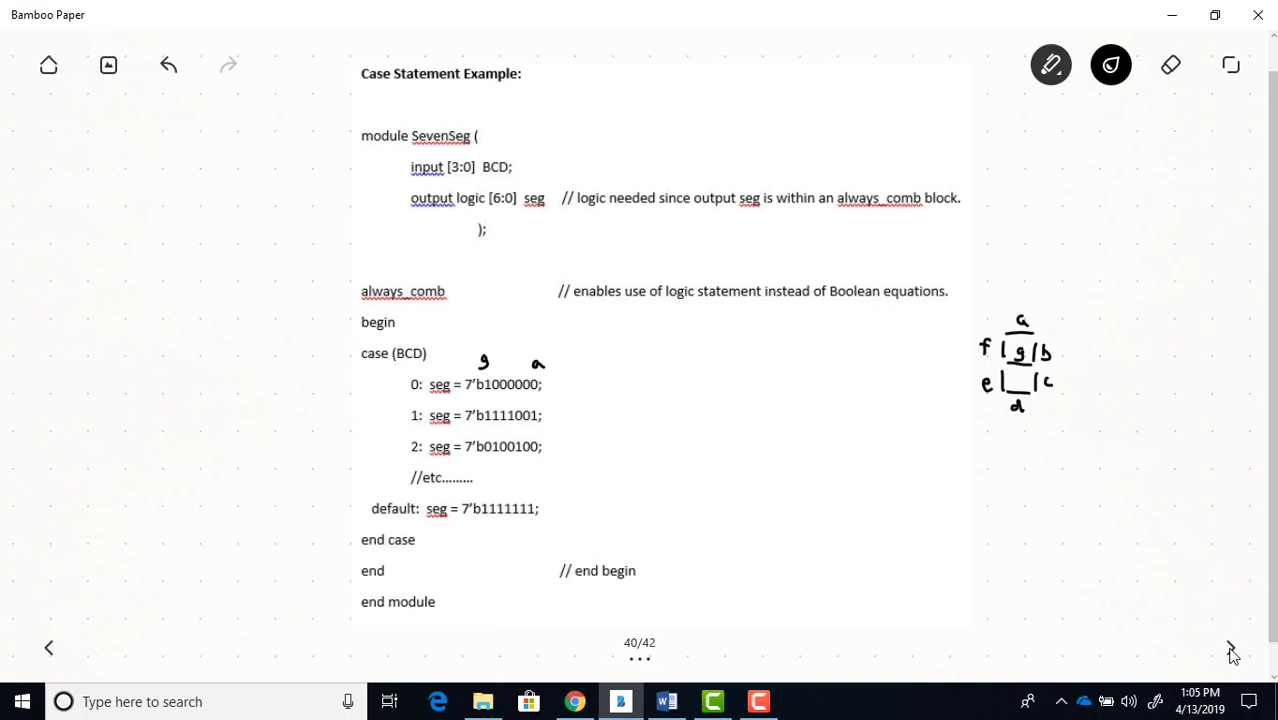 Bamboo Paper
Case Statement Example:
module SevenSeg (
input [3:0]  BCD;
output logic [6:0]  seg    // logic needed since output seg is within an always_comb block.
);
always_comb    // enables use of logic statement instead of Boolean equations.
begin
case (BCD)
g    a
0:  seg = 7'b1000000;
1:  seg = 7'b1111001;
2:  seg = 7'b0100100;
//etc.........
default:  seg = 7'b1111111;
end case
end    // end begin
end module
a
f g b
e c
d
40/42
Type here to search
1:05 PM
4/13/2019